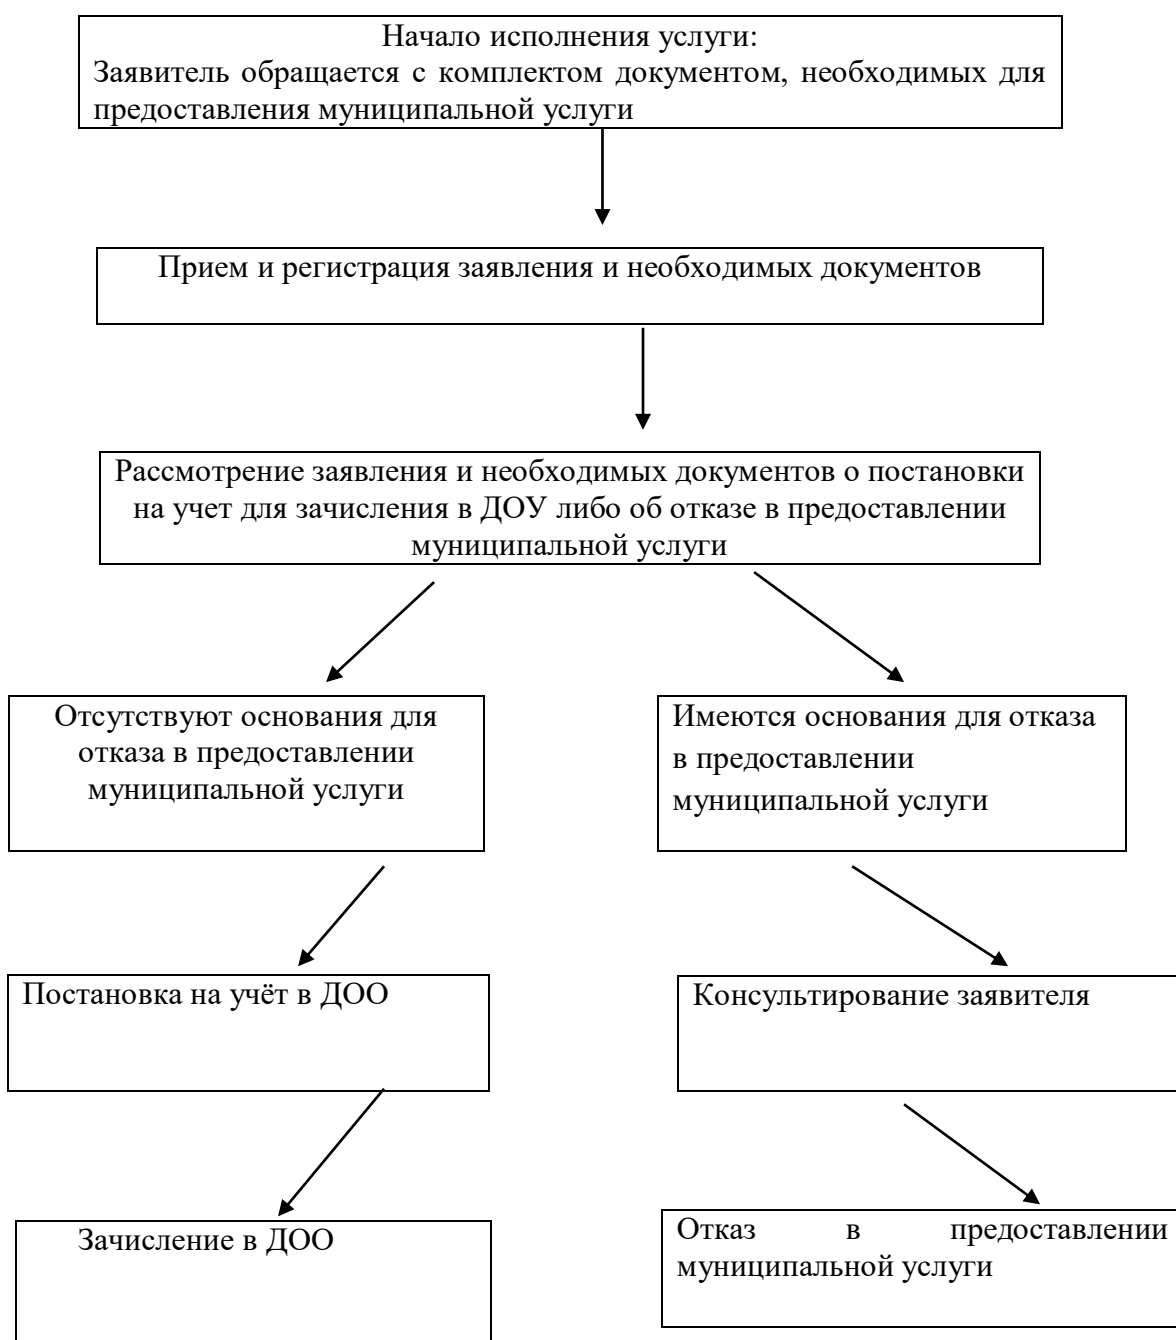 Начало исполнения услуги:
Заявитель обращается с комплектом документом, необходимых для
предоставления муниципальной услуги
Прием и регистрация заявления и необходимых документов
Рассмотрение заявления и необходимых документов о постановки
на учет для зачисления в ДОУ либо об отказе в предоставлении
муниципальной услуги
Отсутствуют основания для
отказа в предоставлении
муниципальной услуги
Имеются основания для отказа
в предоставлении
муниципальной услуги
Постановка на учёт в ДОО
Консультирование заявителя
Зачисление в ДОО
Отказ в предоставлении
муниципальной услуги